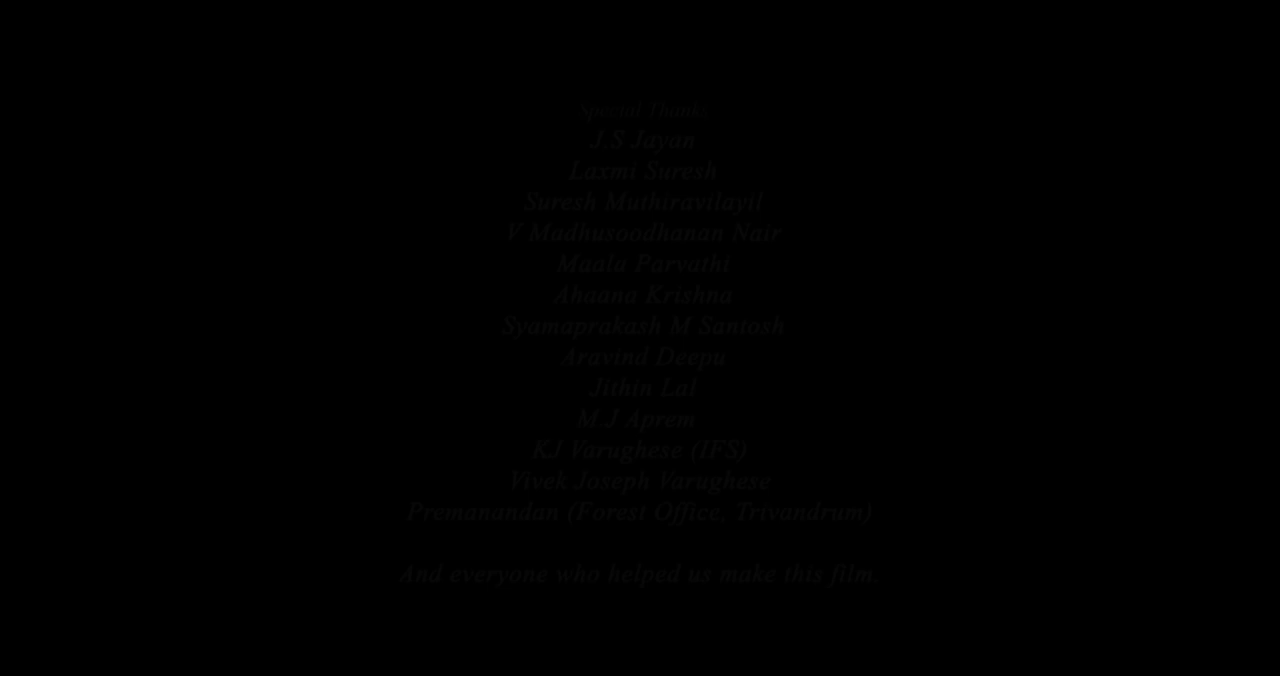 Special Thanks
J.S Jayan
Laxmi Suresh
Suresh Muthiravilayil
V Madhusoodhanan Nair
Maala Parvathi
Ahaana Krishna
Syamaprakash M Santosh
Aravind Deepu
Jithin Lal
M.J Aprem
KJ Varughese (IFS)
Vivek Joseph Varughese
Premanandan (Forest Office, Trivandrum)
And everyone who helped us make this film.